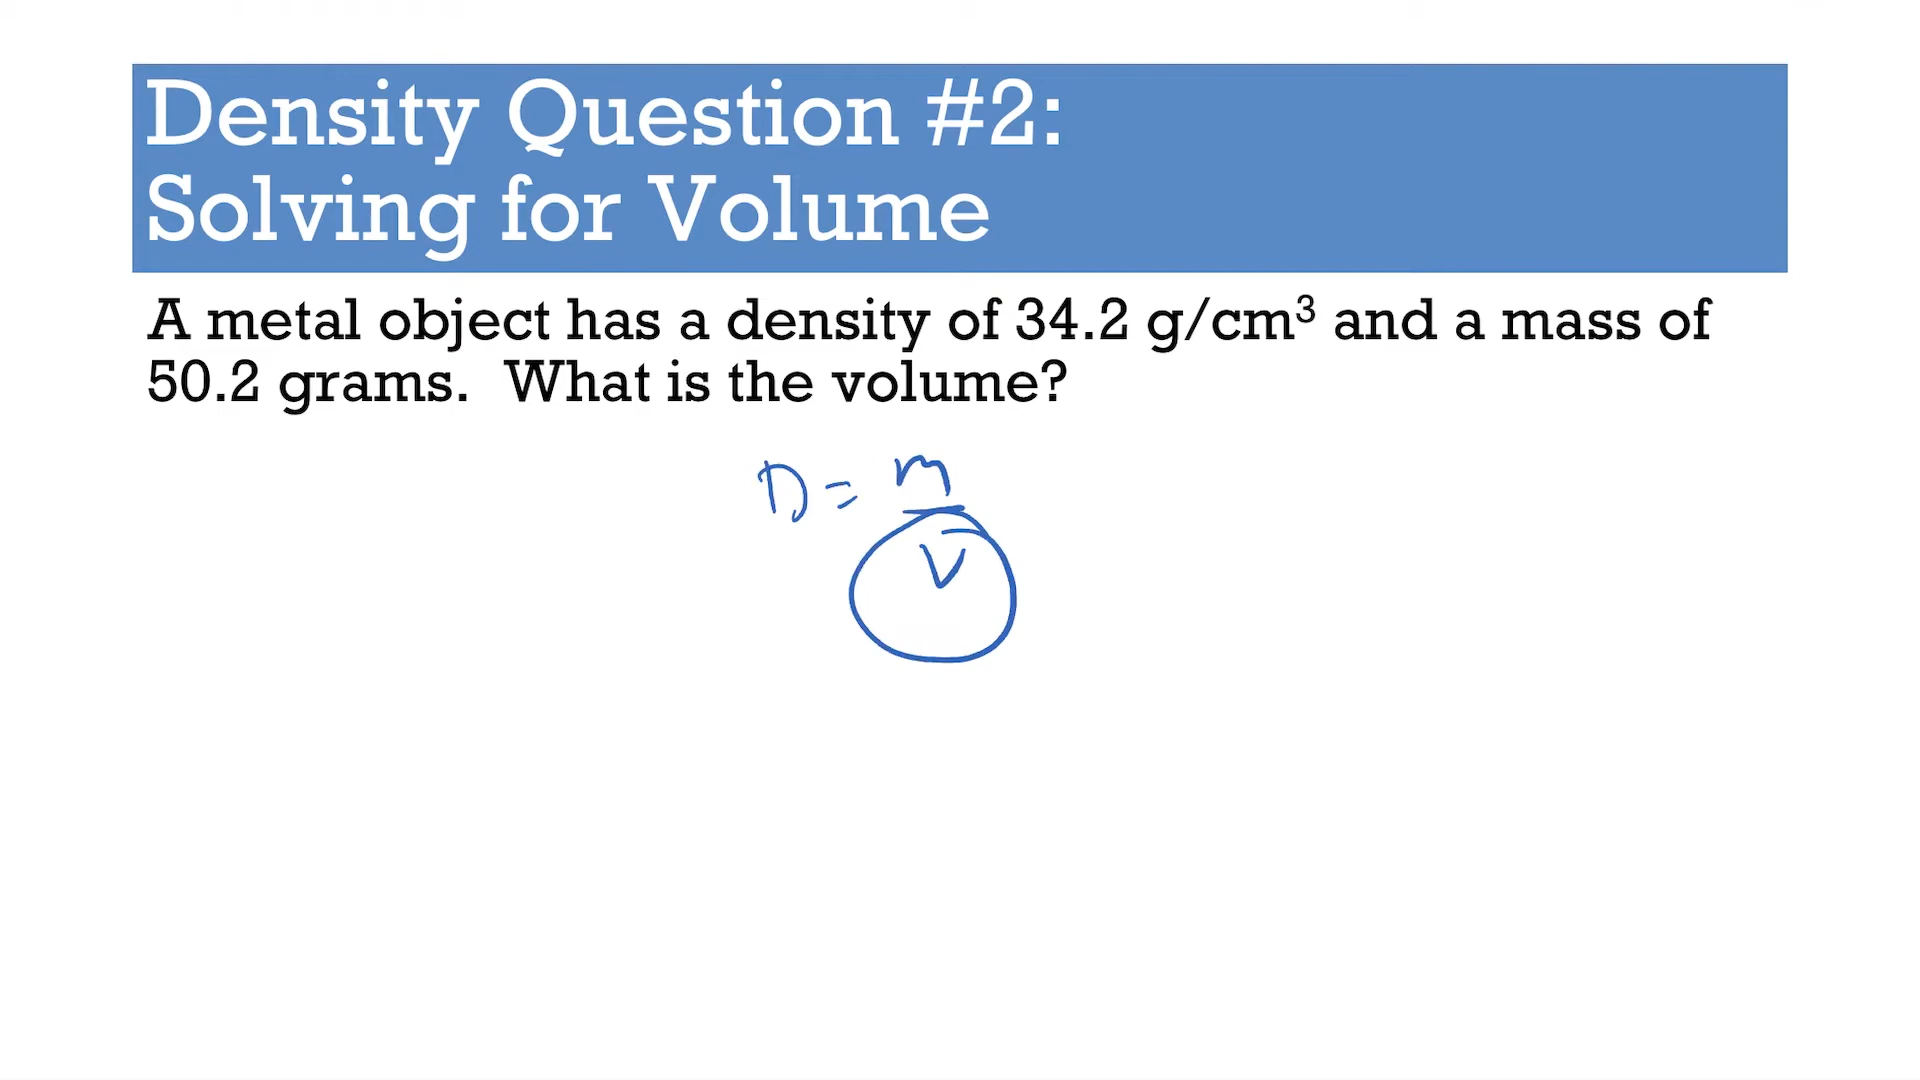 Density Question #2:
Solving for Volume
A metal object has a density of 34.2 g/cm³ and a mass of
50.2 grams.  What is the volume?
D = m
V